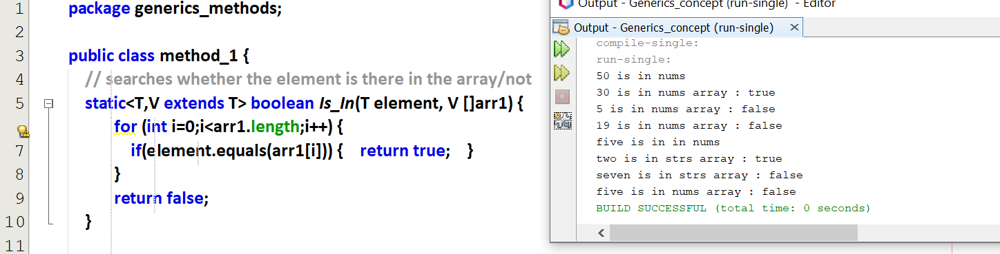 1 package generics_methods;
2
3 public class method_1 {
4 // searches whether the element is there in the array/not
5 static<T,V extends T> boolean Is_In(T element, V []arr1) {
for (int i=0;i<arr1.length;i++) {
7 if(element.equals(arr1[i])) { return true; }
8 }
9 return false;
10 }
11
Output - Generics_concept (run-single) - Editor
Output - Generics_concept (run-single)
compile-single:
run-single:
50 is in nums
30 is in nums array : true
5 is in nums array : false
19 is in nums array : false
five is in in nums
two is in strs array : true
seven is in strs array : false
five is in nums array : false
BUILD SUCCESSFUL (total time: 0 seconds)